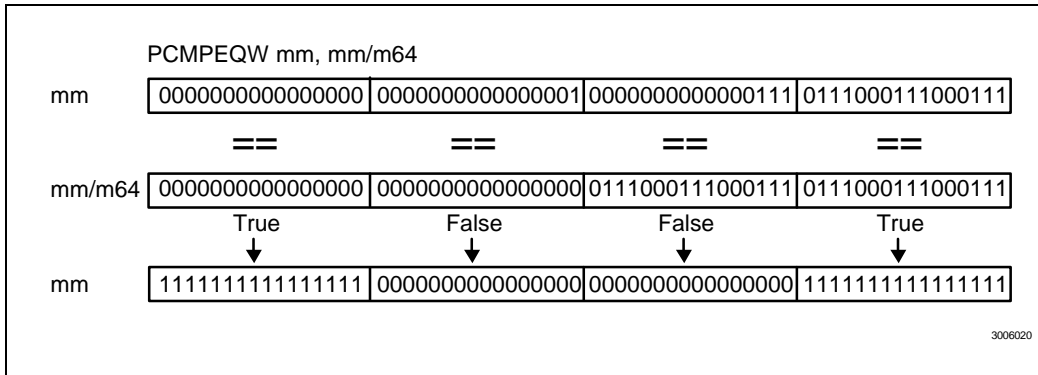 PCMPEQW mm, mm/m64
mm 0000000000000000 0000000000000001 0000000000000111 0111000111000111
== == == ==
mm/m64 0000000000000000 0000000000000000 0111000111000111 0111000111000111
True False False True
mm 1111111111111111 0000000000000000 0000000000000000 1111111111111111
3006020